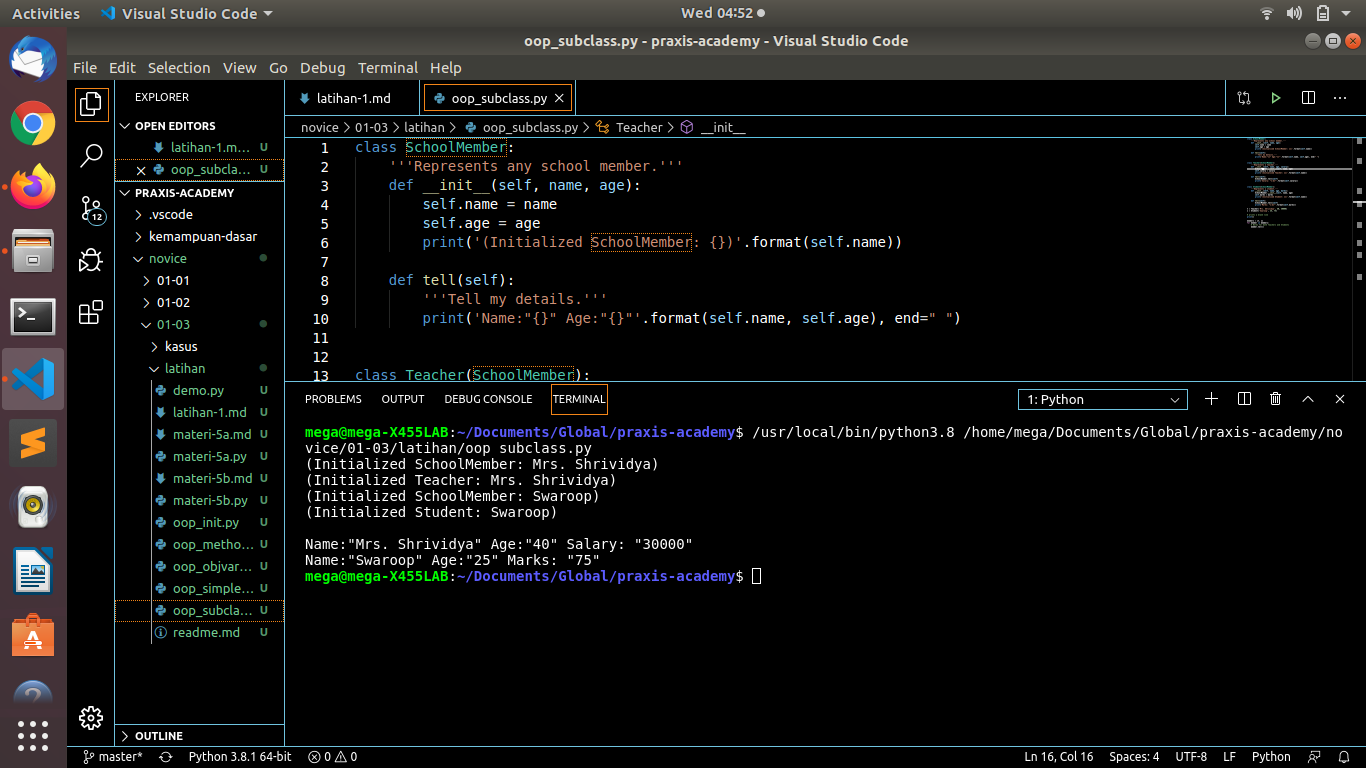 Activities Visual Studio Code Wed 04:52
oop_subclass.py - praxis-academy - Visual Studio Code
File Edit Selection View Go Debug Terminal Help
EXPLORER
OPEN EDITORS
latihan-1.m... U
oop_subcla... U
PRAXIS-ACADEMY
.vscode
kemampuan-dasar
novice
01-01
01-02
01-03
kasus
latihan
demo.py U
latihan-1.md U
materi-5a.md U
materi-5a.py U
materi-5b.md U
materi-5b.py U
oop_init.py U
oop_metho... U
oop_objvar... U
oop_simple... U
oop_subcla... U
readme.md U
OUTLINE
12
latihan-1.md oop_subclass.py
novice > 01-03 > latihan > oop_subclass.py > Teacher > __init__
1 class SchoolMember:
2 '''Represents any school member.'''
3 def __init__(self, name, age):
4 self.name = name
5 self.age = age
6 print('(Initialized SchoolMember: {})'.format(self.name))
7
8 def tell(self):
9 '''Tell my details.'''
10 print('Name:"{}" Age:"{}"'.format(self.name, self.age), end=" ")
11
12
13 class Teacher(SchoolMember):
PROBLEMS OUTPUT DEBUG CONSOLE TERMINAL 1: Python
mega@mega-X455LAB:~/Documents/Global/praxis-academy$ /usr/local/bin/python3.8 /home/mega/Documents/Global/praxis-academy/no
vice/01-03/latihan/oop subclass.py
(Initialized SchoolMember: Mrs. Shrividya)
(Initialized Teacher: Mrs. Shrividya)
(Initialized SchoolMember: Swaroop)
(Initialized Student: Swaroop)
Name:"Mrs. Shrividya" Age:"40" Salary: "30000"
Name:"Swaroop" Age:"25" Marks: "75"
mega@mega-X455LAB:~/Documents/Global/praxis-academy$
master* Python 3.8.1 64-bit 0 0 Ln 16, Col 16 Spaces: 4 UTF-8 LF Python